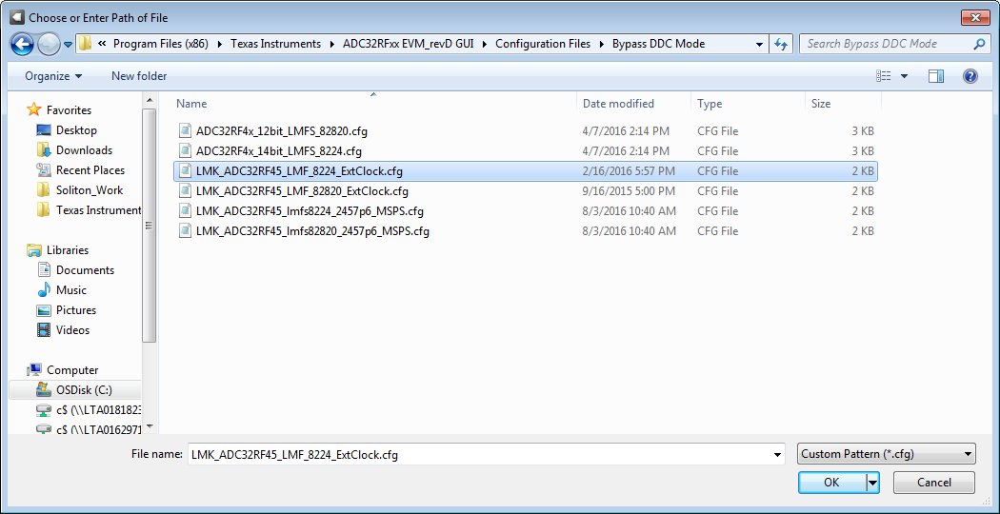 Choose or Enter Path of File
« Program Files (x86) Texas Instruments ADC32RFxx EVM_revD GUI Configuration Files Bypass DDC Mode Search Bypass DDC Mode
Organize New folder
Name Date modified Type Size
Favorites
Desktop
Downloads
Recent Places
Soliton_Work
Texas Instrument
Libraries
Documents
Music
Pictures
Videos
Computer
OSDisk (C:)
c$ (\\LTA0181823
c$ (\\LTA0162971
ADC32RF4x_12bit_LMFS_82820.cfg 4/7/2016 2:14 PM CFG File 3 KB
ADC32RF4x_14bit_LMFS_8224.cfg 4/7/2016 2:14 PM CFG File 3 KB
LMK_ADC32RF45_LMF_8224_ExtClock.cfg 2/16/2016 5:57 PM CFG File 2 KB
LMK_ADC32RF45_LMF_82820_ExtClock.cfg 9/16/2015 5:00 PM CFG File 2 KB
LMK_ADC32RF45_lmfs8224_2457p6_MSPS.cfg 8/3/2016 10:40 AM CFG File 2 KB
LMK_ADC32RF45_lmfs82820_2457p6_MSPS.cfg 8/3/2016 10:40 AM CFG File 2 KB
File name: LMK_ADC32RF45_LMF_8224_ExtClock.cfg Custom Pattern (*.cfg)
OK Cancel